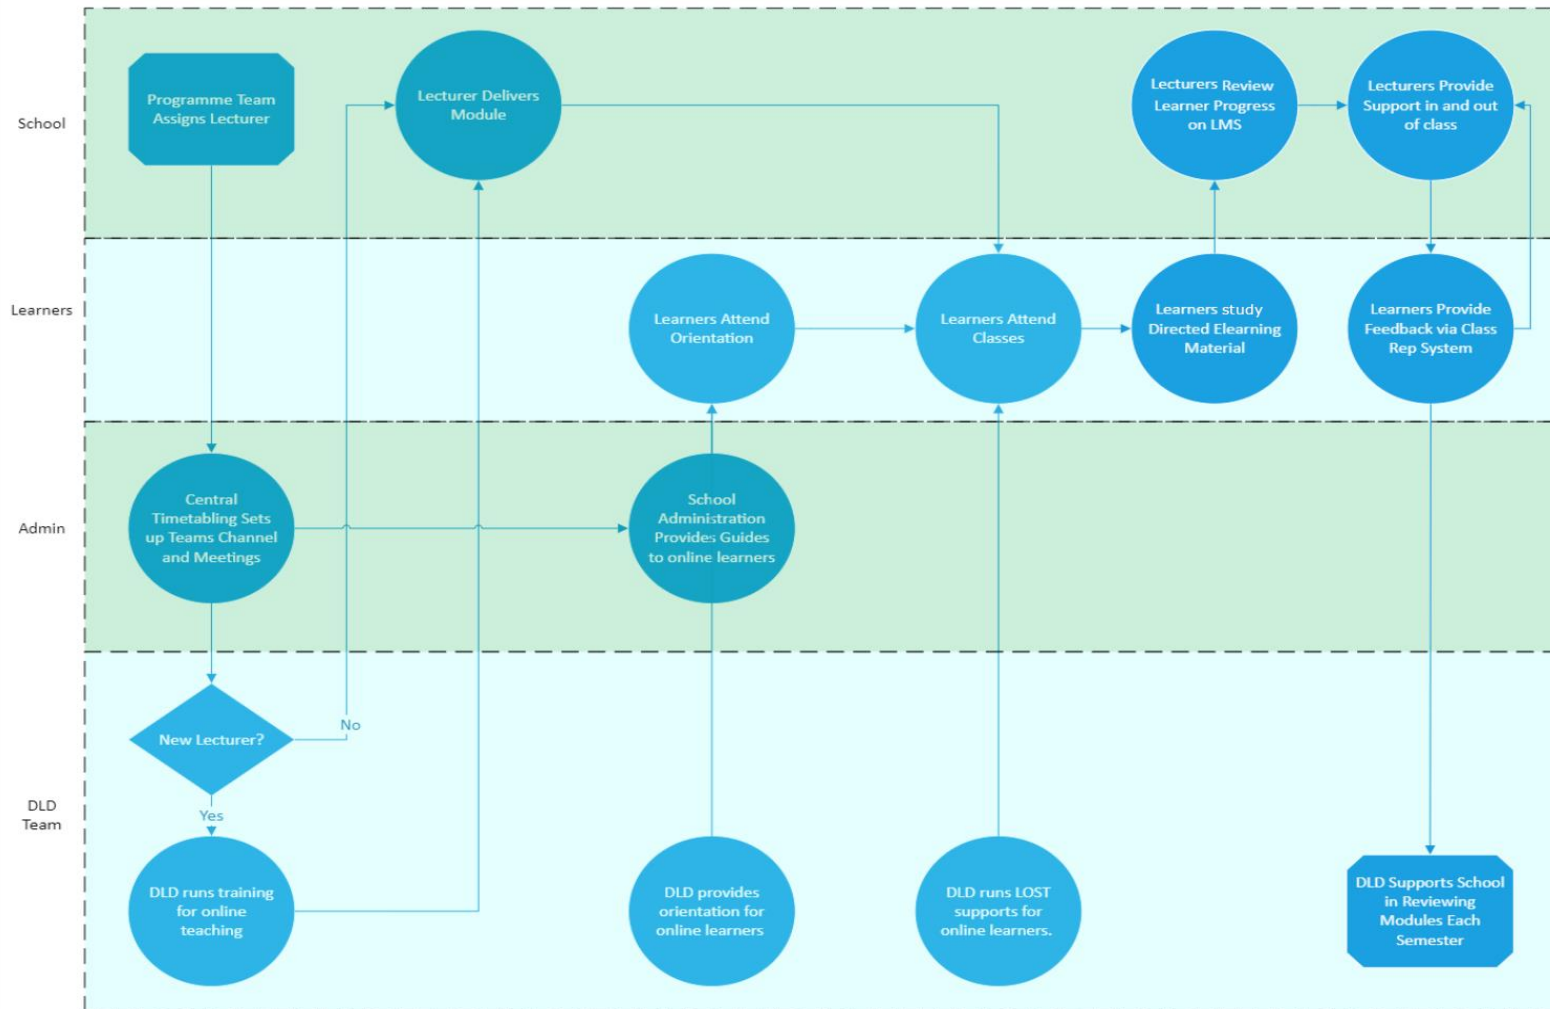 School
Programme Team
Assigns Lecturer
Lecturer Delivers
Module
Lecturers Review
Learner Progress
on LMS
Lecturers Provide
Support in and out
of class
Learners
Learners Attend
Orientation
Learners Attend
Classes
Learners study
Directed Elearning
Material
Learners Provide
Feedback via Class
Rep System
Admin
Central
Timetabling Sets
up Teams Channel
and Meetings
School
Administration
Provides Guides
to online learners
DLD
Team
New Lecturer?
No
Yes
DLD runs training
for online
teaching
DLD provides
orientation for
online learners
DLD runs LOST
supports for
online learners.
DLD Supports School
in Reviewing
Modules Each
Semester